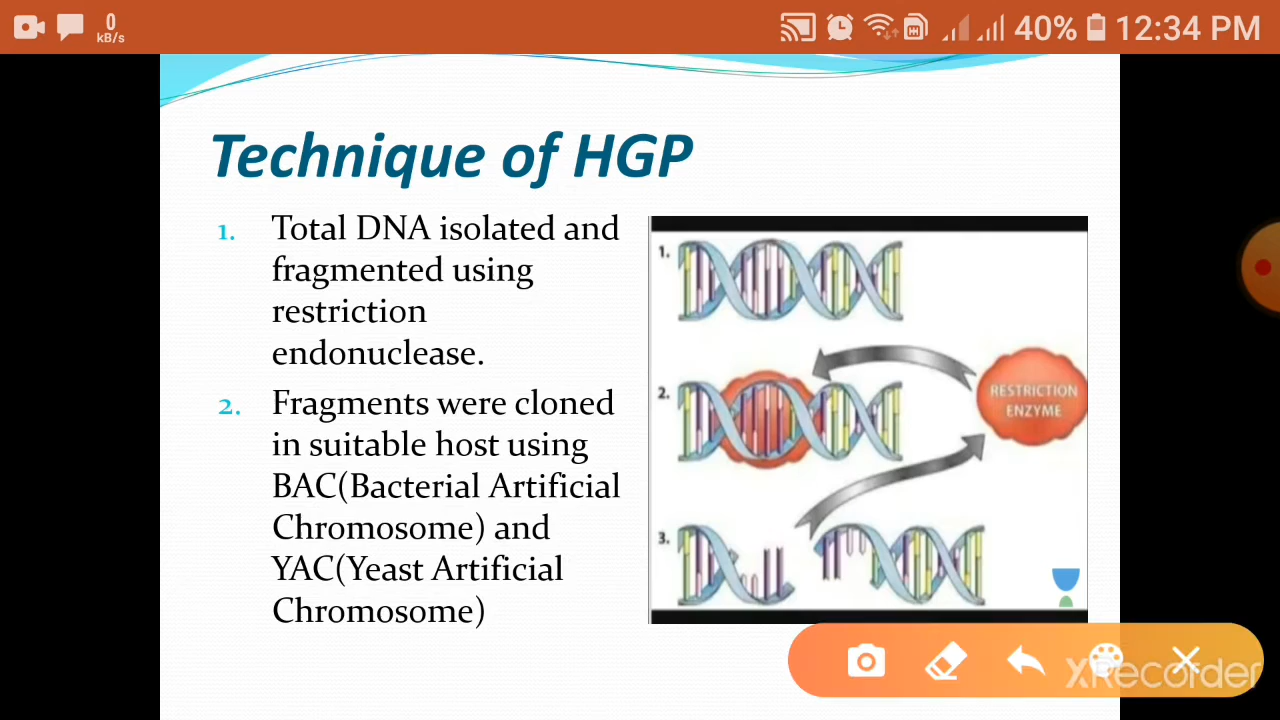 0
kB/s
40% 12:34 PM
Technique of HGP
1. Total DNA isolated and
fragmented using
restriction
endonuclease.
2. Fragments were cloned
in suitable host using
BAC(Bacterial Artificial
Chromosome) and
YAC(Yeast Artificial
Chromosome)
1.
2.
RESTRICTION
ENZYME
3.
XRecorder